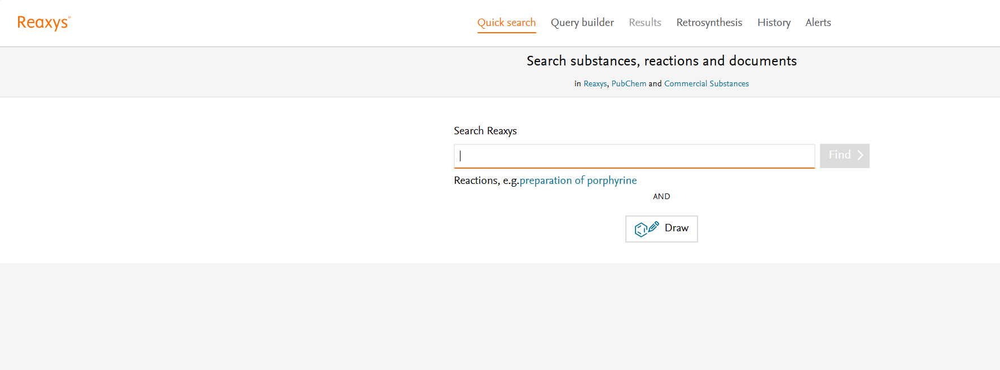 Reaxys®
Quick search Query builder Results Retrosynthesis History Alerts
Search substances, reactions and documents
in Reaxys, PubChem and Commercial Substances
Search Reaxys
Find
Reactions, e.g.preparation of porphyrine
AND
Draw